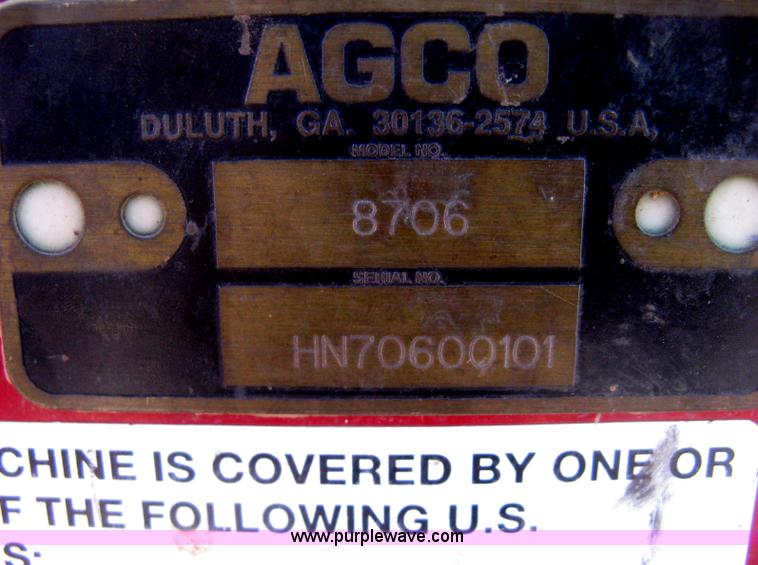 AGCO
DULUTH, GA. 30136-2574 U.S.A,
MODEL NO.
8706
SERIAL NO.
HN70600101
CHINE IS COVERED BY ONE OR
F THE FOLLOWING U.S.
S:
www.purplewave.com